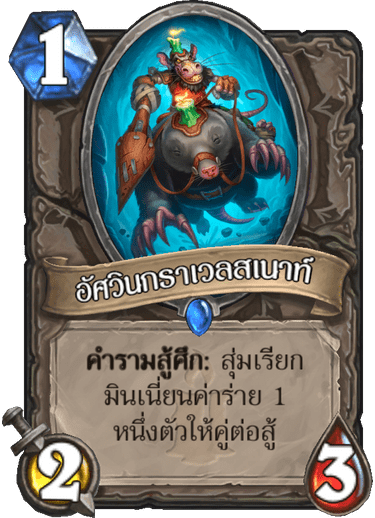 1
อัศวินกราเวลสเนาท์
คำรามสู้ศึก: สุ่มเรียก
มินเนี่ยนค่าร่าย 1
หนึ่งตัวให้คู่ต่อสู้
2
3